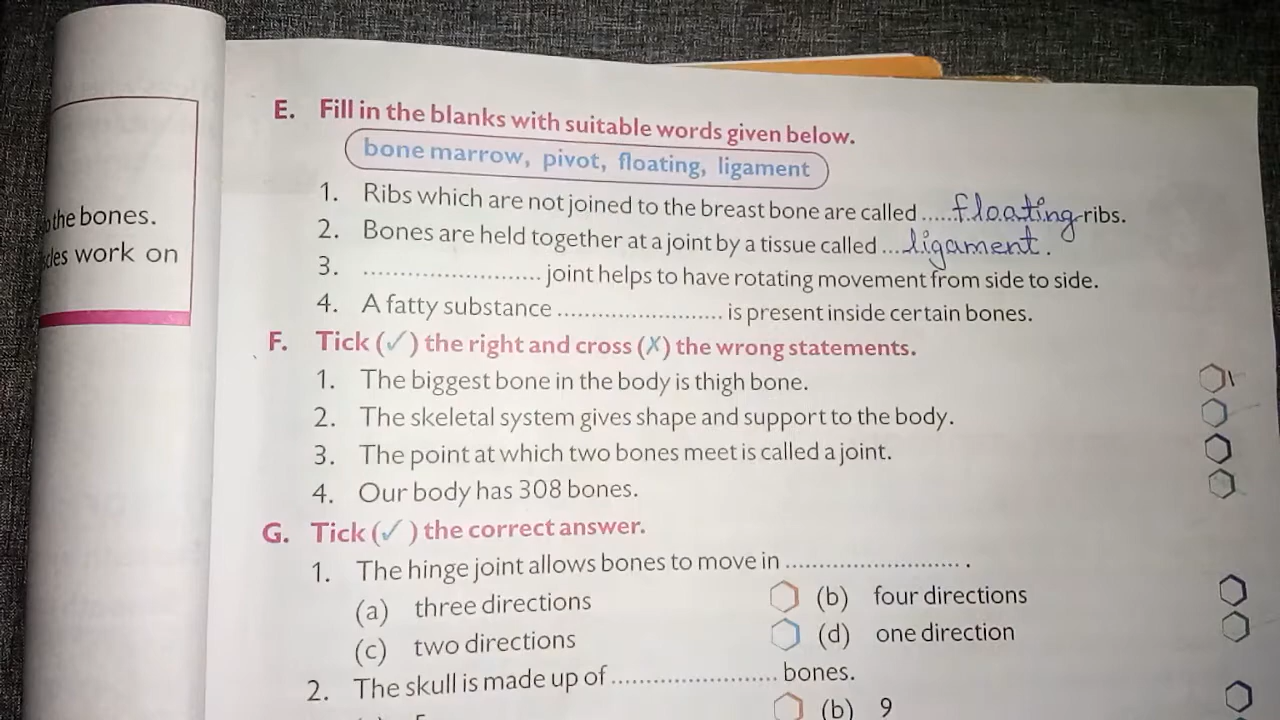 the bones.
work on
E. Fill in the blanks with suitable words given below.
bone marrow, pivot, floating, ligament
1. Ribs which are not joined to the breast bone are called .....floating ribs.
2. Bones are held together at a joint by a tissue called ...ligament.
3. .......................... joint helps to have rotating movement from side to side.
4. A fatty substance ........................ is present inside certain bones.
F. Tick (✓) the right and cross (✗) the wrong statements.
1. The biggest bone in the body is thigh bone.
2. The skeletal system gives shape and support to the body.
3. The point at which two bones meet is called a joint.
4. Our body has 308 bones.
G. Tick (✓) the correct answer.
1. The hinge joint allows bones to move in ......................... .
(a) three directions (b) four directions
(c) two directions (d) one direction
2. The skull is made up of ........................ bones.
(b) 9